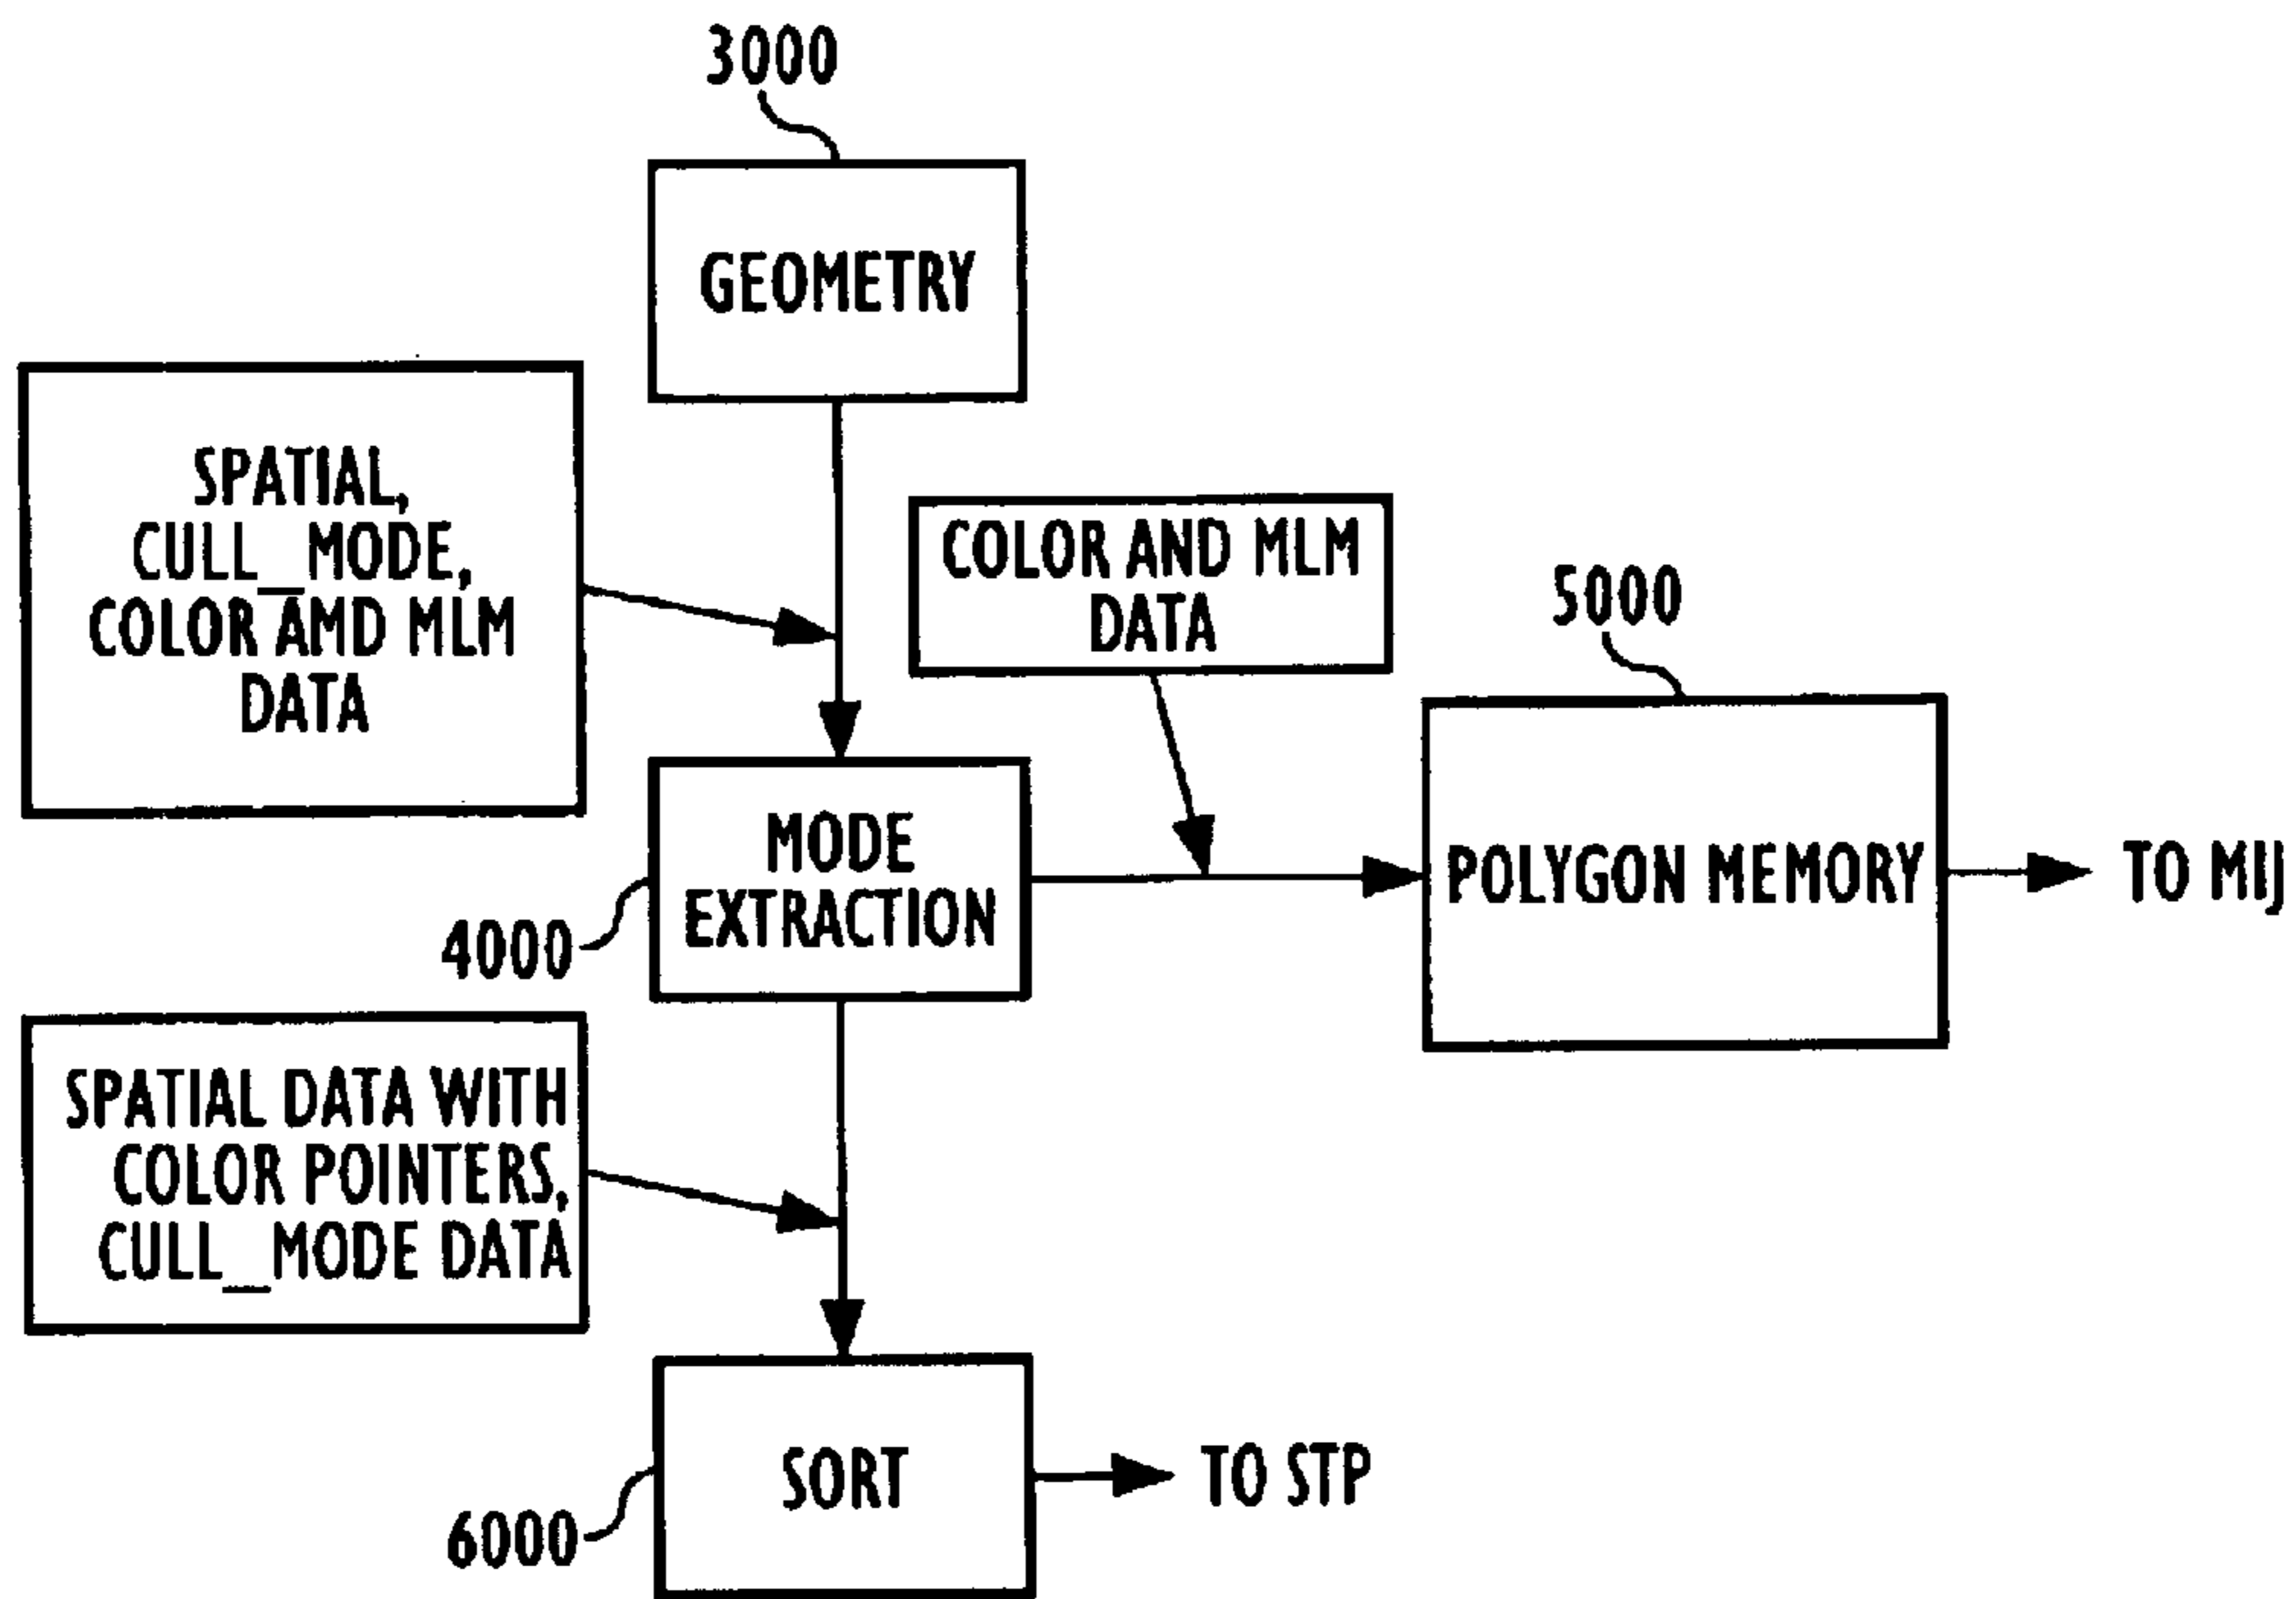 3000
GEOMETRY
SPATIAL,
CULL_MODE,
COLOR AMD MLM
DATA
COLOR AND MLM
DATA
5000
POLYGON MEMORY
TO MIJ
MODE
EXTRACTION
4000
SPATIAL DATA WITH
COLOR POINTERS,
CULL_MODE DATA
SORT
6000
TO STP